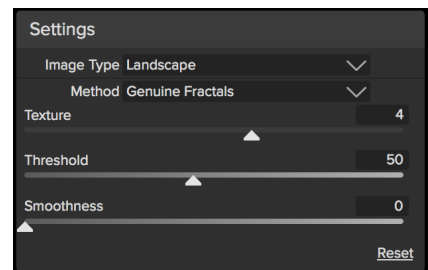 Settings
Image Type Landscape
Method Genuine Fractals
Texture 4
Threshold 50
Smoothness 0
Reset